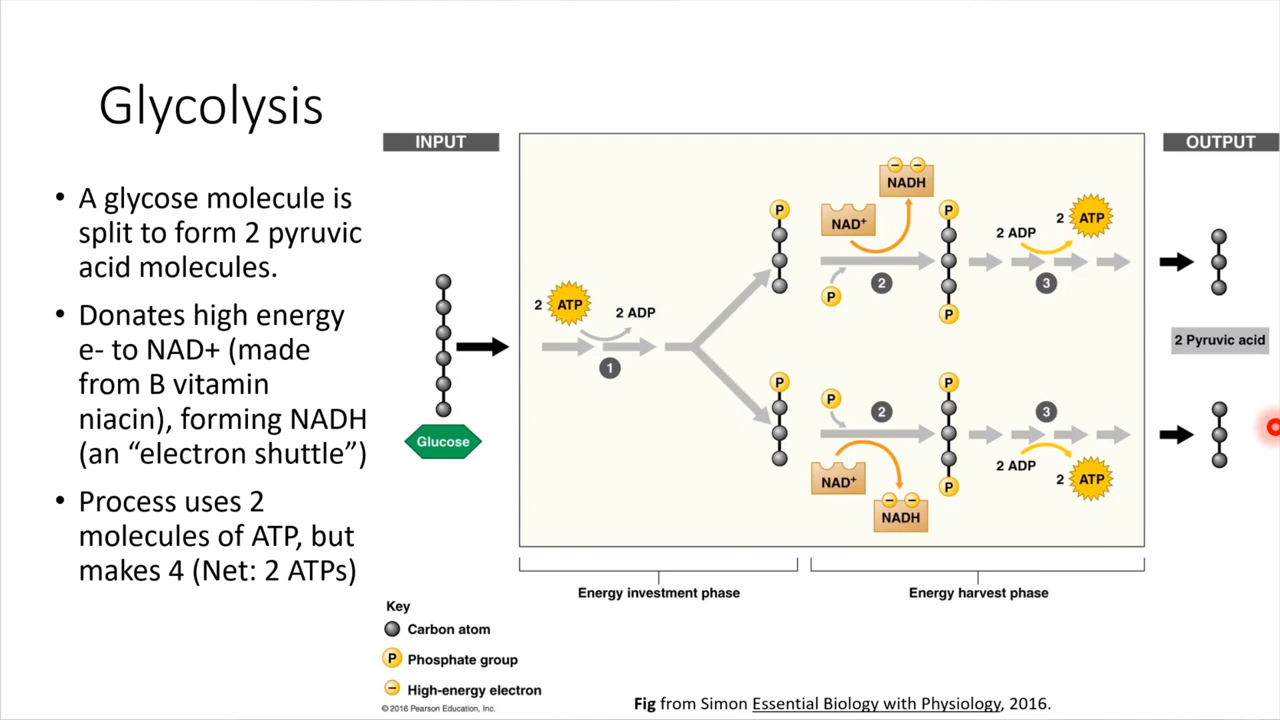 Glycolysis
• A glycose molecule is
split to form 2 pyruvic
acid molecules.
• Donates high energy
e- to NAD+ (made
from B vitamin
niacin), forming NADH
(an “electron shuttle”)
• Process uses 2
molecules of ATP, but
makes 4 (Net: 2 ATPs)
INPUT
Glucose
2 ATP
2 ADP
1
P
NAD+
NADH
P
2
P
P
2 ADP
2 ATP
3
P
P
2
NAD+
NADH
P
P
3
2 ADP
2 ATP
OUTPUT
2 Pyruvic acid
Energy investment phase
Energy harvest phase
Key
Carbon atom
P Phosphate group
− High-energy electron
© 2016 Pearson Education, Inc.
Fig from Simon Essential Biology with Physiology, 2016.